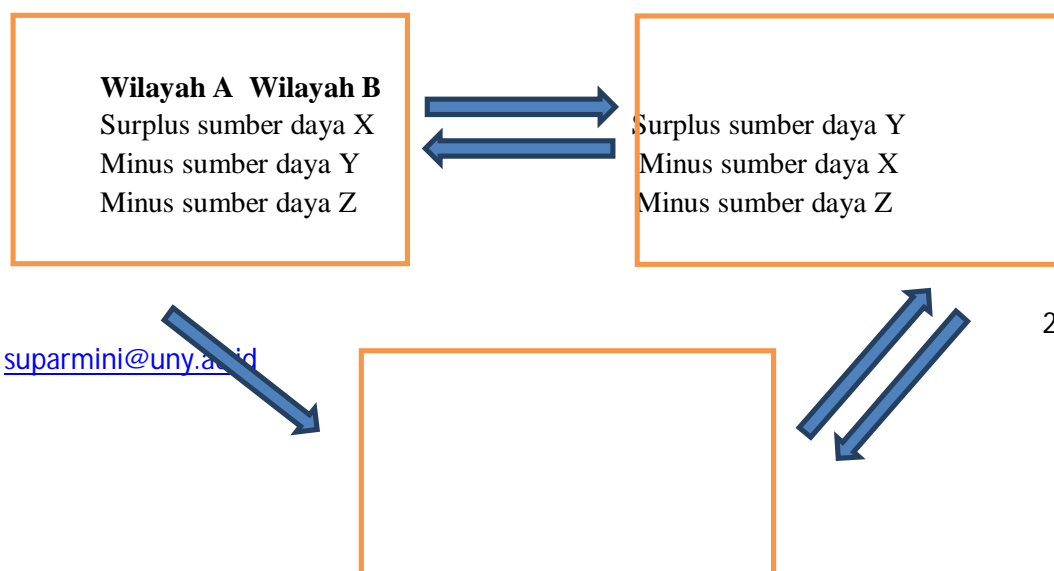 Wilayah A Wilayah B
Surplus sumber daya X
Minus sumber daya Y
Minus sumber daya Z
Surplus sumber daya Y
Minus sumber daya X
Minus sumber daya Z
2
suparmini@uny.ac.id